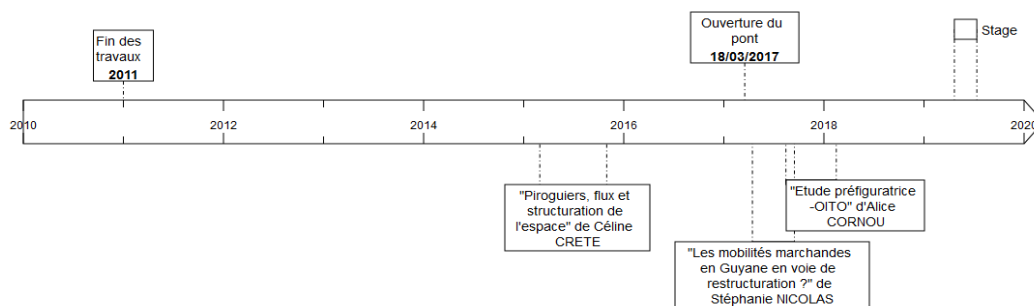 Fin des
travaux
2011
Ouverture du
pont
18/03/2017
Stage
2010
2012
2014
2016
2018
2020
"Piroguiers, flux et
structuration de
l'espace" de Céline
CRETE
"Etude préfiguratrice
-OITO" d'Alice
CORNOU
"Les mobilités marchandes
en Guyane en voie de
restructuration ?" de
Stéphanie NICOLAS